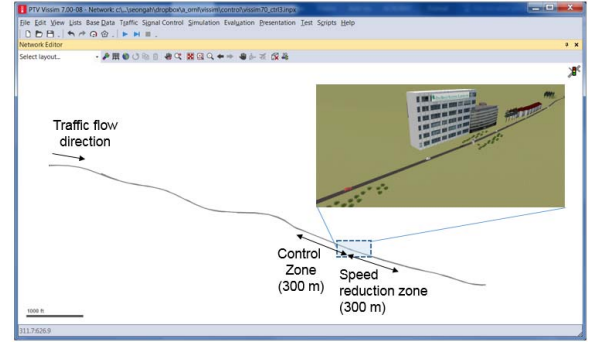 PTV Vissim 7.00-08 - Network: c:\..\seongah\dropbox\a_ornl\vissim\control\vissim70_ctrl3.inpx
File Edit View Lists Base Data Traffic Signal Control Simulation Evaluation Presentation Test Scripts Help
Network Editor
Select layout...
Traffic flow
direction
Control
Zone
(300 m)
Speed
reduction zone
(300 m)
1000 ft
311.7:626.9